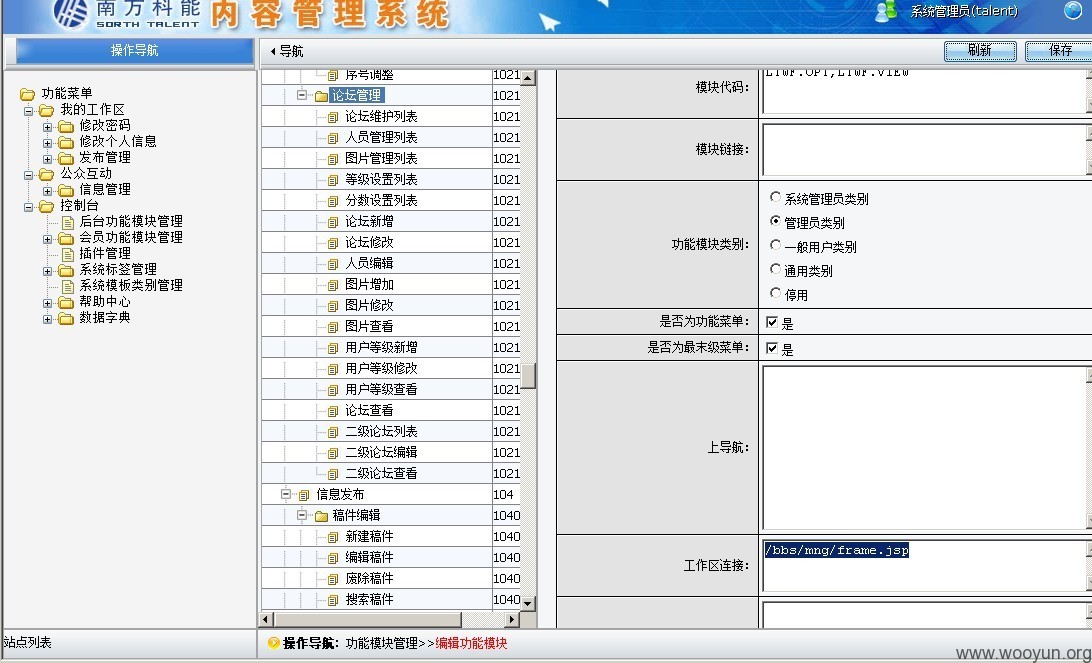 南方科能 内容管理系统
SORTH TALENT
系统管理员(talent)
操作导航
导航
刷新
保存
功能菜单
我的工作区
修改密码
修改个人信息
发布管理
公众互动
信息管理
控制台
后台功能模块管理
会员功能模块管理
插件管理
系统标签管理
系统模板类别管理
帮助中心
数据字典
站点列表
序号调整 1021
论坛管理 1021
论坛维护列表 1021
人员管理列表 1021
图片管理列表 1021
等级设置列表 1021
分数设置列表 1021
论坛新增 1021
论坛修改 1021
人员编辑 1021
图片增加 1021
图片修改 1021
图片查看 1021
用户等级新增 1021
用户等级修改 1021
用户等级查看 1021
论坛查看 1021
二级论坛列表 1021
二级论坛编辑 1021
二级论坛查看 1021
信息发布 104
稿件编辑 1040
新建稿件 1040
编辑稿件 1040
废除稿件 1040
搜索稿件 1040
模块代码:
模块链接:
功能模块类别:
系统管理员类别
管理员类别
一般用户类别
通用类别
停用
是否为功能菜单: 是
是否为最末级菜单: 是
上导航:
工作区连接: /bbs/mng/frame.jsp
操作导航: 功能模块管理>>编辑功能模块
www.wooyun.org